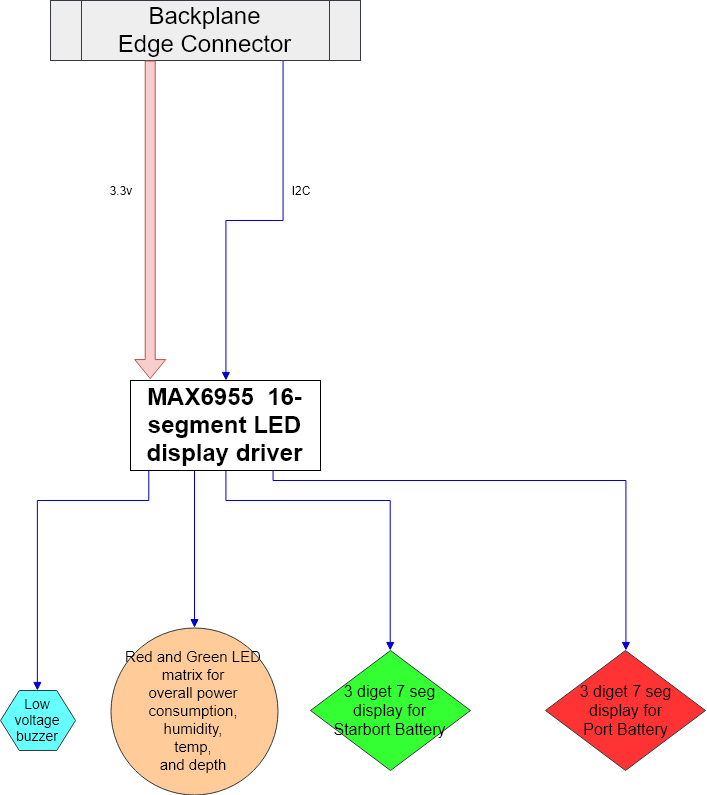 Backplane
Edge Connector
3.3v
I2C
MAX6955 16-
segment LED
display driver
Red and Green LED
matrix for
overall power
consumption,
humidity,
temp,
and depth
3 diget 7 seg
display for
Starbort Battery
3 diget 7 seg
display for
Port Battery
Low
voltage
buzzer